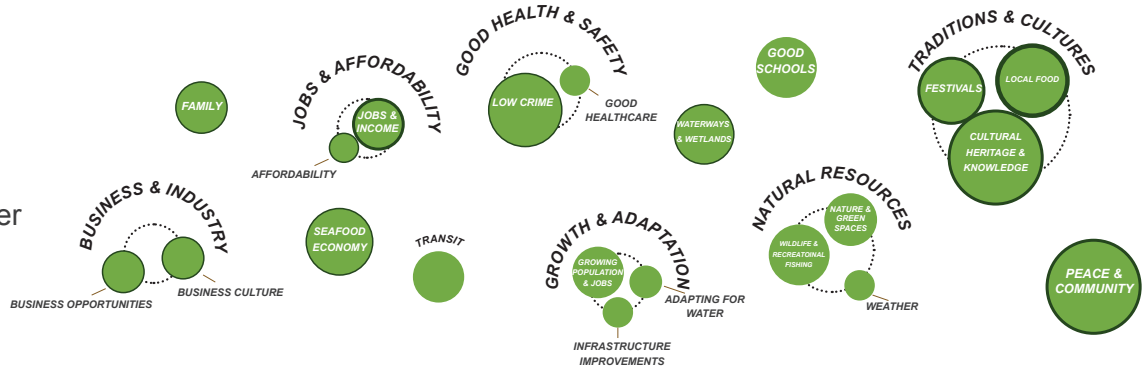 er
FAMILY
JOBS & AFFORDABILITY
JOBS &
INCOME
AFFORDABILITY
GOOD HEALTH & SAFETY
LOW CRIME
GOOD
HEALTHCARE
GOOD
SCHOOLS
WATERWAYS
& WETLANDS
TRADITIONS & CULTURES
FESTIVALS
LOCAL FOOD
CULTURAL
HERITAGE &
KNOWLEDGE
BUSINESS & INDUSTRY
BUSINESS OPPORTUNITIES
BUSINESS CULTURE
SEAFOOD
ECONOMY
TRANSIT
GROWTH & ADAPTATION
GROWING
POPULATION
& JOBS
ADAPTING FOR
WATER
INFRASTRUCTURE
IMPROVEMENTS
NATURAL RESOURCES
NATURE &
GREEN
SPACES
WILDLIFE &
RECREATOINAL
FISHING
WEATHER
PEACE &
COMMUNITY